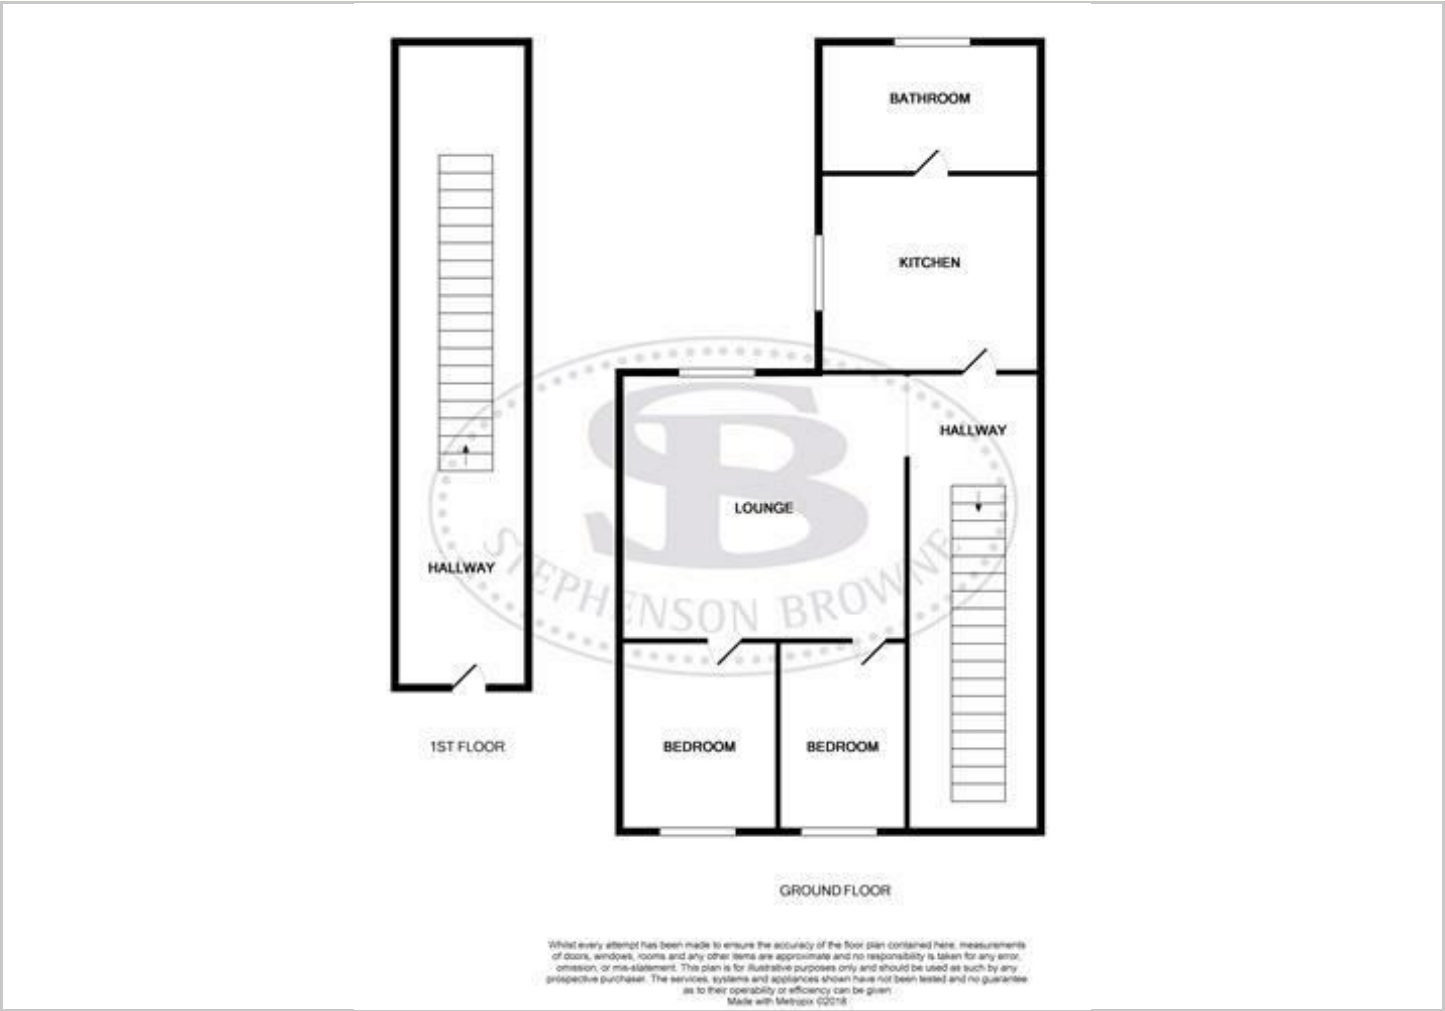 BATHROOM
KITCHEN
HALLWAY
LOUNGE
HALLWAY
BEDROOM
BEDROOM
1ST FLOOR
GROUND FLOOR
SB
STEPHENSON BROWNE
Whilst every attempt has been made to ensure the accuracy of the floor plan contained here, measurements
of doors, windows, rooms and any other items are approximate and no responsibility is taken for any error,
omission, or mis-statement. This plan is for illustrative purposes only and should be used as such by any
prospective purchaser. The services, systems and appliances shown have not been tested and no guarantee
as to their operability or efficiency can be given
Made with Metropix ©2018